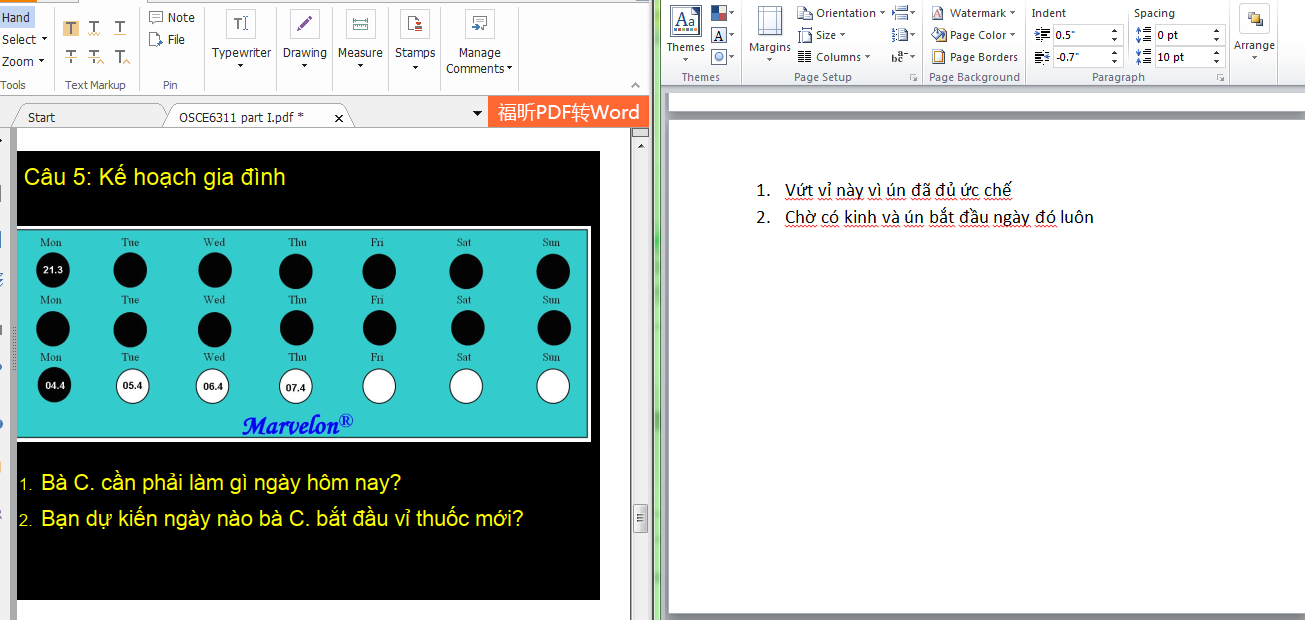 Hand
Select
Zoom
Tools
Text Markup
Note
File
Pin
Typewriter
Drawing
Measure
Stamps
Manage
Comments
Start
OSCE6311 part I.pdf *
福昕PDF转Word
Câu 5: Kế hoạch gia đình
Mon Tue Wed Thu Fri Sat Sun
21.3
Mon Tue Wed Thu Fri Sat Sun
Mon Tue Wed Thu Fri Sat Sun
04.4 05.4 06.4 07.4
Marvelon®
1. Bà C. cần phải làm gì ngày hôm nay?
2. Bạn dự kiến ngày nào bà C. bắt đầu vỉ thuốc mới?
Themes
Themes
Margins
Orientation
Size
Columns
Page Setup
Watermark
Page Color
Page Borders
Page Background
Indent
0.5"
-0.7"
Spacing
0 pt
10 pt
Paragraph
Arrange
1. Vứt vỉ này vì ún đã đủ ức chế
2. Chờ có kinh và ún bắt đầu ngày đó luôn